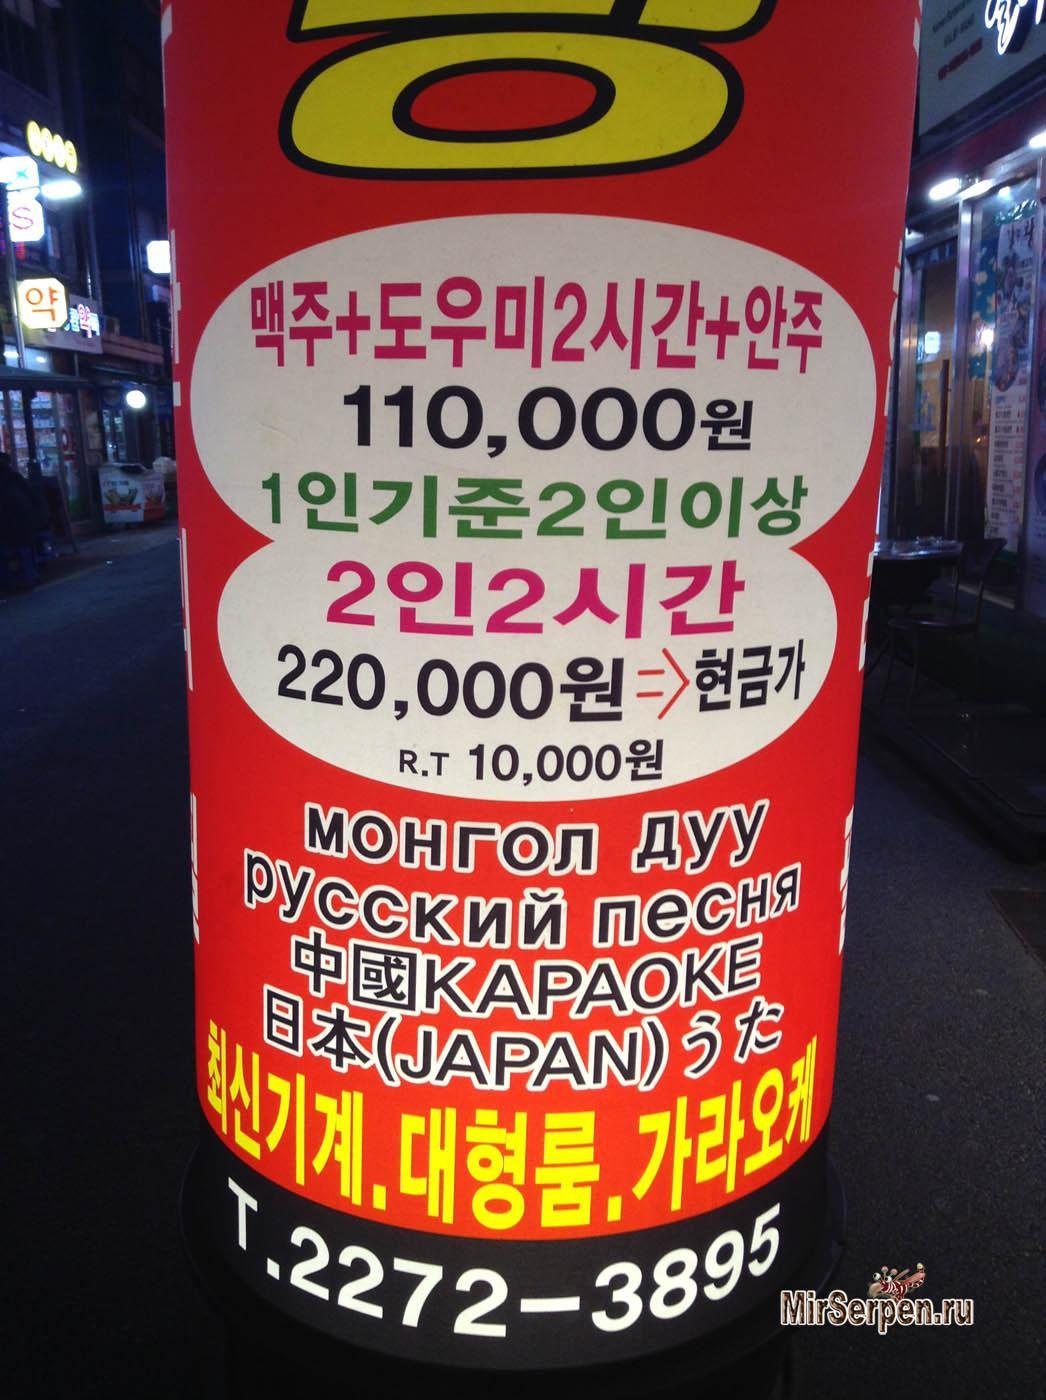 맥주+도우미2시간+안주
110,000원
1인기준2인이상
2인2시간
220,000원⇒현금가
R.T 10,000원
монгол дуу
русский песня
中國KAPAOKE
日本(JAPAN)うた
최신기계.대형룸.가라오케
T.2272-3895
약
MirSerpen.ru